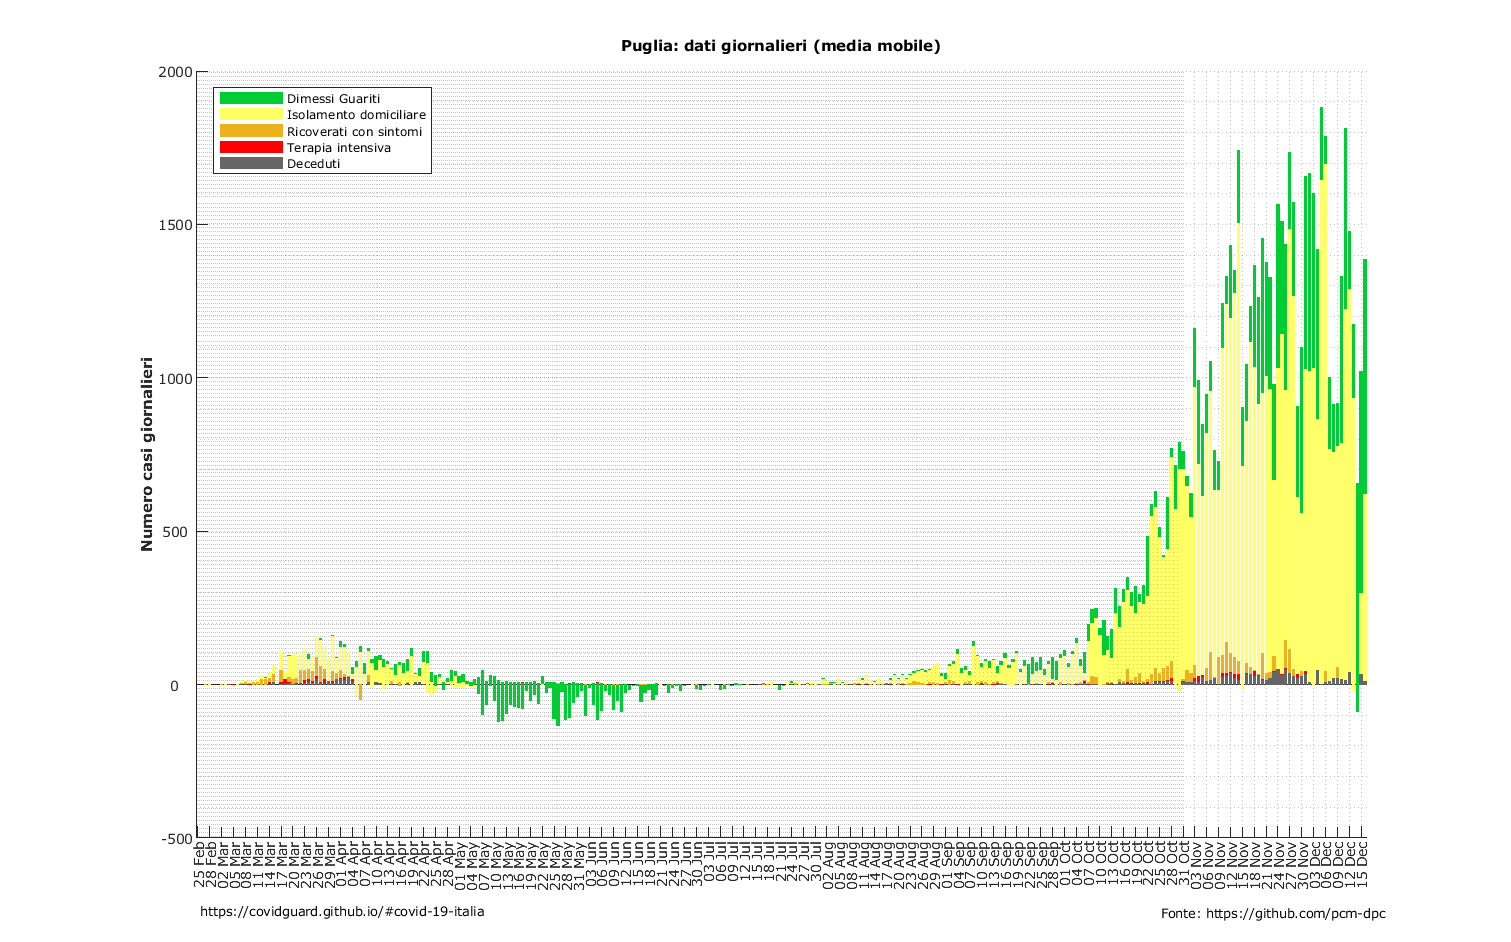 Puglia: dati giornalieri (media mobile)
2000
1500
1000
500
0
-500
Numero casi giornalieri
Dimessi Guariti
Isolamento domiciliare
Ricoverati con sintomi
Terapia intensiva
Deceduti
25 Feb
28 Feb
02 Mar
05 Mar
08 Mar
11 Mar
14 Mar
17 Mar
20 Mar
23 Mar
26 Mar
29 Mar
01 Apr
04 Apr
07 Apr
10 Apr
13 Apr
16 Apr
19 Apr
22 Apr
25 Apr
28 Apr
01 May
04 May
07 May
10 May
13 May
16 May
19 May
22 May
25 May
28 May
31 May
03 Jun
06 Jun
09 Jun
12 Jun
15 Jun
18 Jun
21 Jun
24 Jun
27 Jun
30 Jun
03 Jul
06 Jul
09 Jul
12 Jul
15 Jul
18 Jul
21 Jul
24 Jul
27 Jul
30 Jul
02 Aug
05 Aug
08 Aug
11 Aug
14 Aug
17 Aug
20 Aug
23 Aug
26 Aug
29 Aug
01 Sep
04 Sep
07 Sep
10 Sep
13 Sep
16 Sep
19 Sep
22 Sep
25 Sep
28 Sep
01 Oct
04 Oct
07 Oct
10 Oct
13 Oct
16 Oct
19 Oct
22 Oct
25 Oct
28 Oct
31 Oct
03 Nov
06 Nov
09 Nov
12 Nov
15 Nov
18 Nov
21 Nov
24 Nov
27 Nov
30 Nov
03 Dec
06 Dec
09 Dec
12 Dec
15 Dec
https://covidguard.github.io/#covid-19-italia
Fonte: https://github.com/pcm-dpc